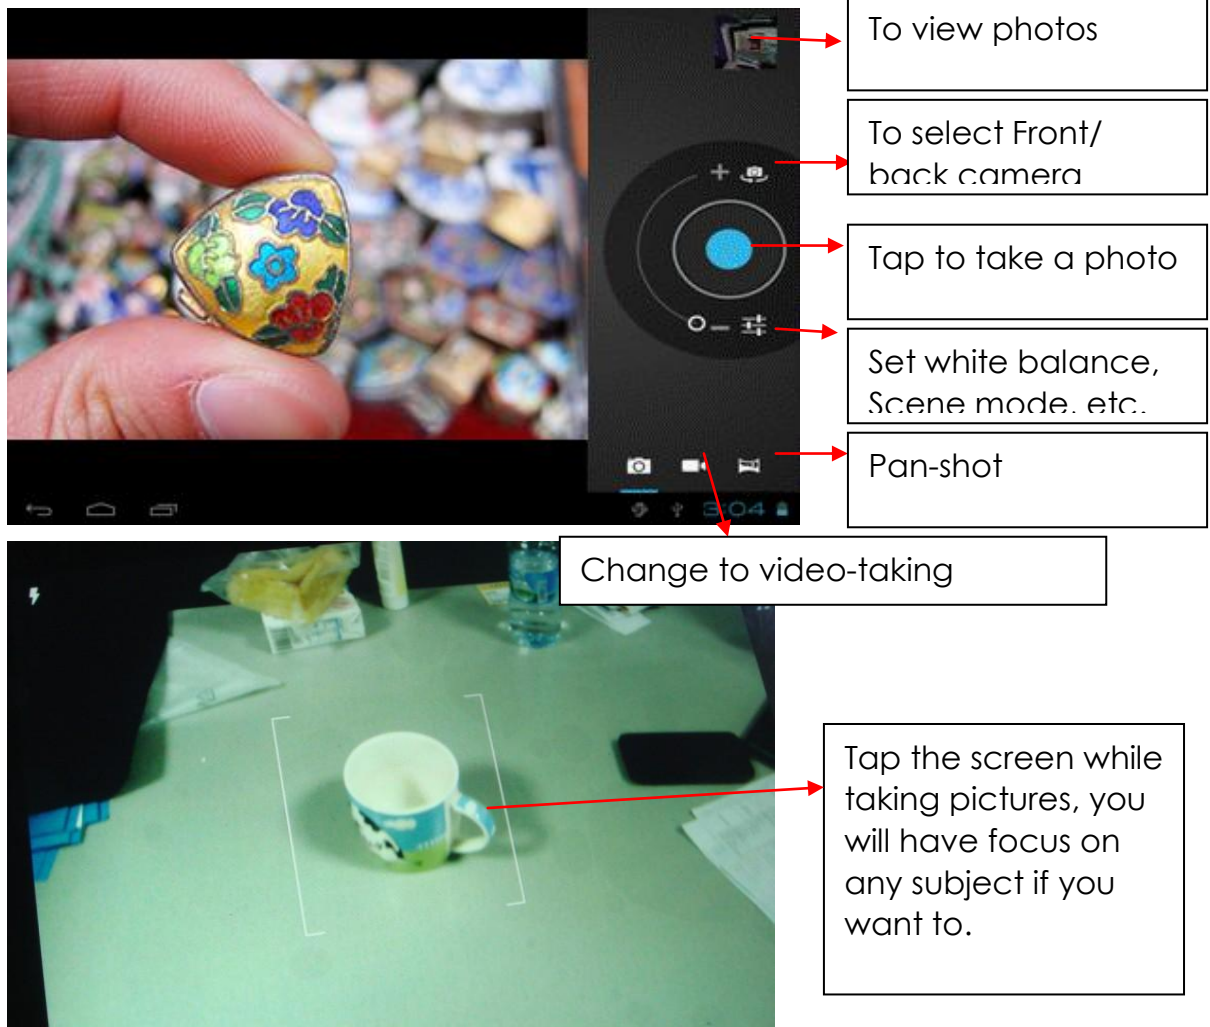 To view photos
To select Front/
back camera
Tap to take a photo
Set white balance,
Scene mode, etc.
Pan-shot
3:04
Change to video-taking
Tap the screen while
taking pictures, you
will have focus on
any subject if you
want to.